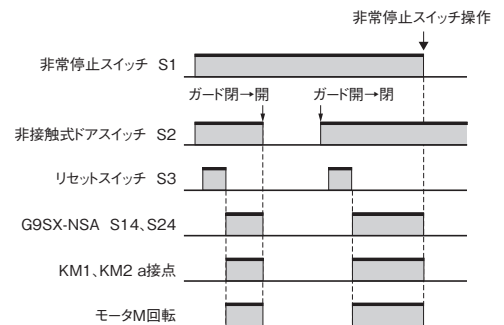 非常停止スイッチ操作
非常停止スイッチ S1
ガード閉→開 ガード開→閉
非接触式ドアスイッチ S2
リセットスイッチ S3
G9SX-NSA S14、S24
KM1、KM2 a接点
モータM回転